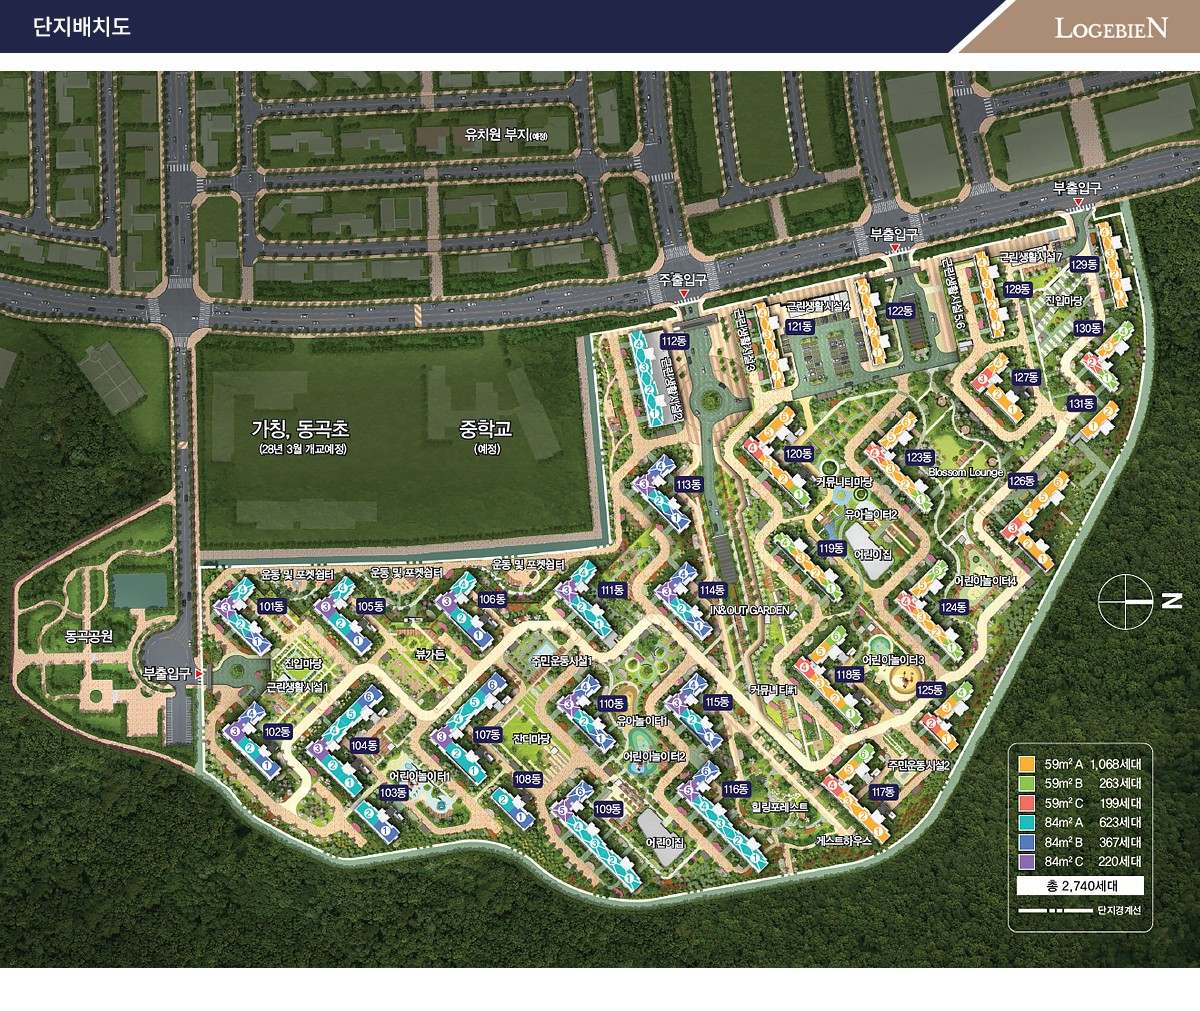 단지배치도
LOGEBIEN
유치원 부지(예정)
부출입구
부출입구
주출입구
근린생활시설7
129동
128동
진입마당
근린생활시설5,6
122동
근린생활시설4
121동
근린생활시설3
130동
112동
근린생활시설2
127동
131동
가칭, 동곡초
(28년 3월 개교예정)
중학교
(예정)
120동
123동
Blossom Lounge
126동
커뮤니티마당
113동
유아놀이터2
119동
어린이집
운동 및 포켓쉼터
운동 및 포켓쉼터
운동 및 포켓쉼터
어린이놀이터4
101동
105동
106동
111동
114동
IN&OUT GARDEN
124동
N
동곡공원
부출입구
진입마당
근린생활시설1
뷰가든
주민운동시설1
어린이놀이터3
118동
125동
커뮤니티#1
110동
115동
유아놀이터1
102동
104동
107동
잔디마당
어린이놀이터2
주민운동시설2
어린이놀이터1
108동
103동
109동
116동
117동
힐링포레스트
어린이집
게스트하우스
59m² A 1,068세대
59m² B 263세대
59m² C 199세대
84m² A 623세대
84m² B 367세대
84m² C 220세대
총 2,740세대
단지경계선